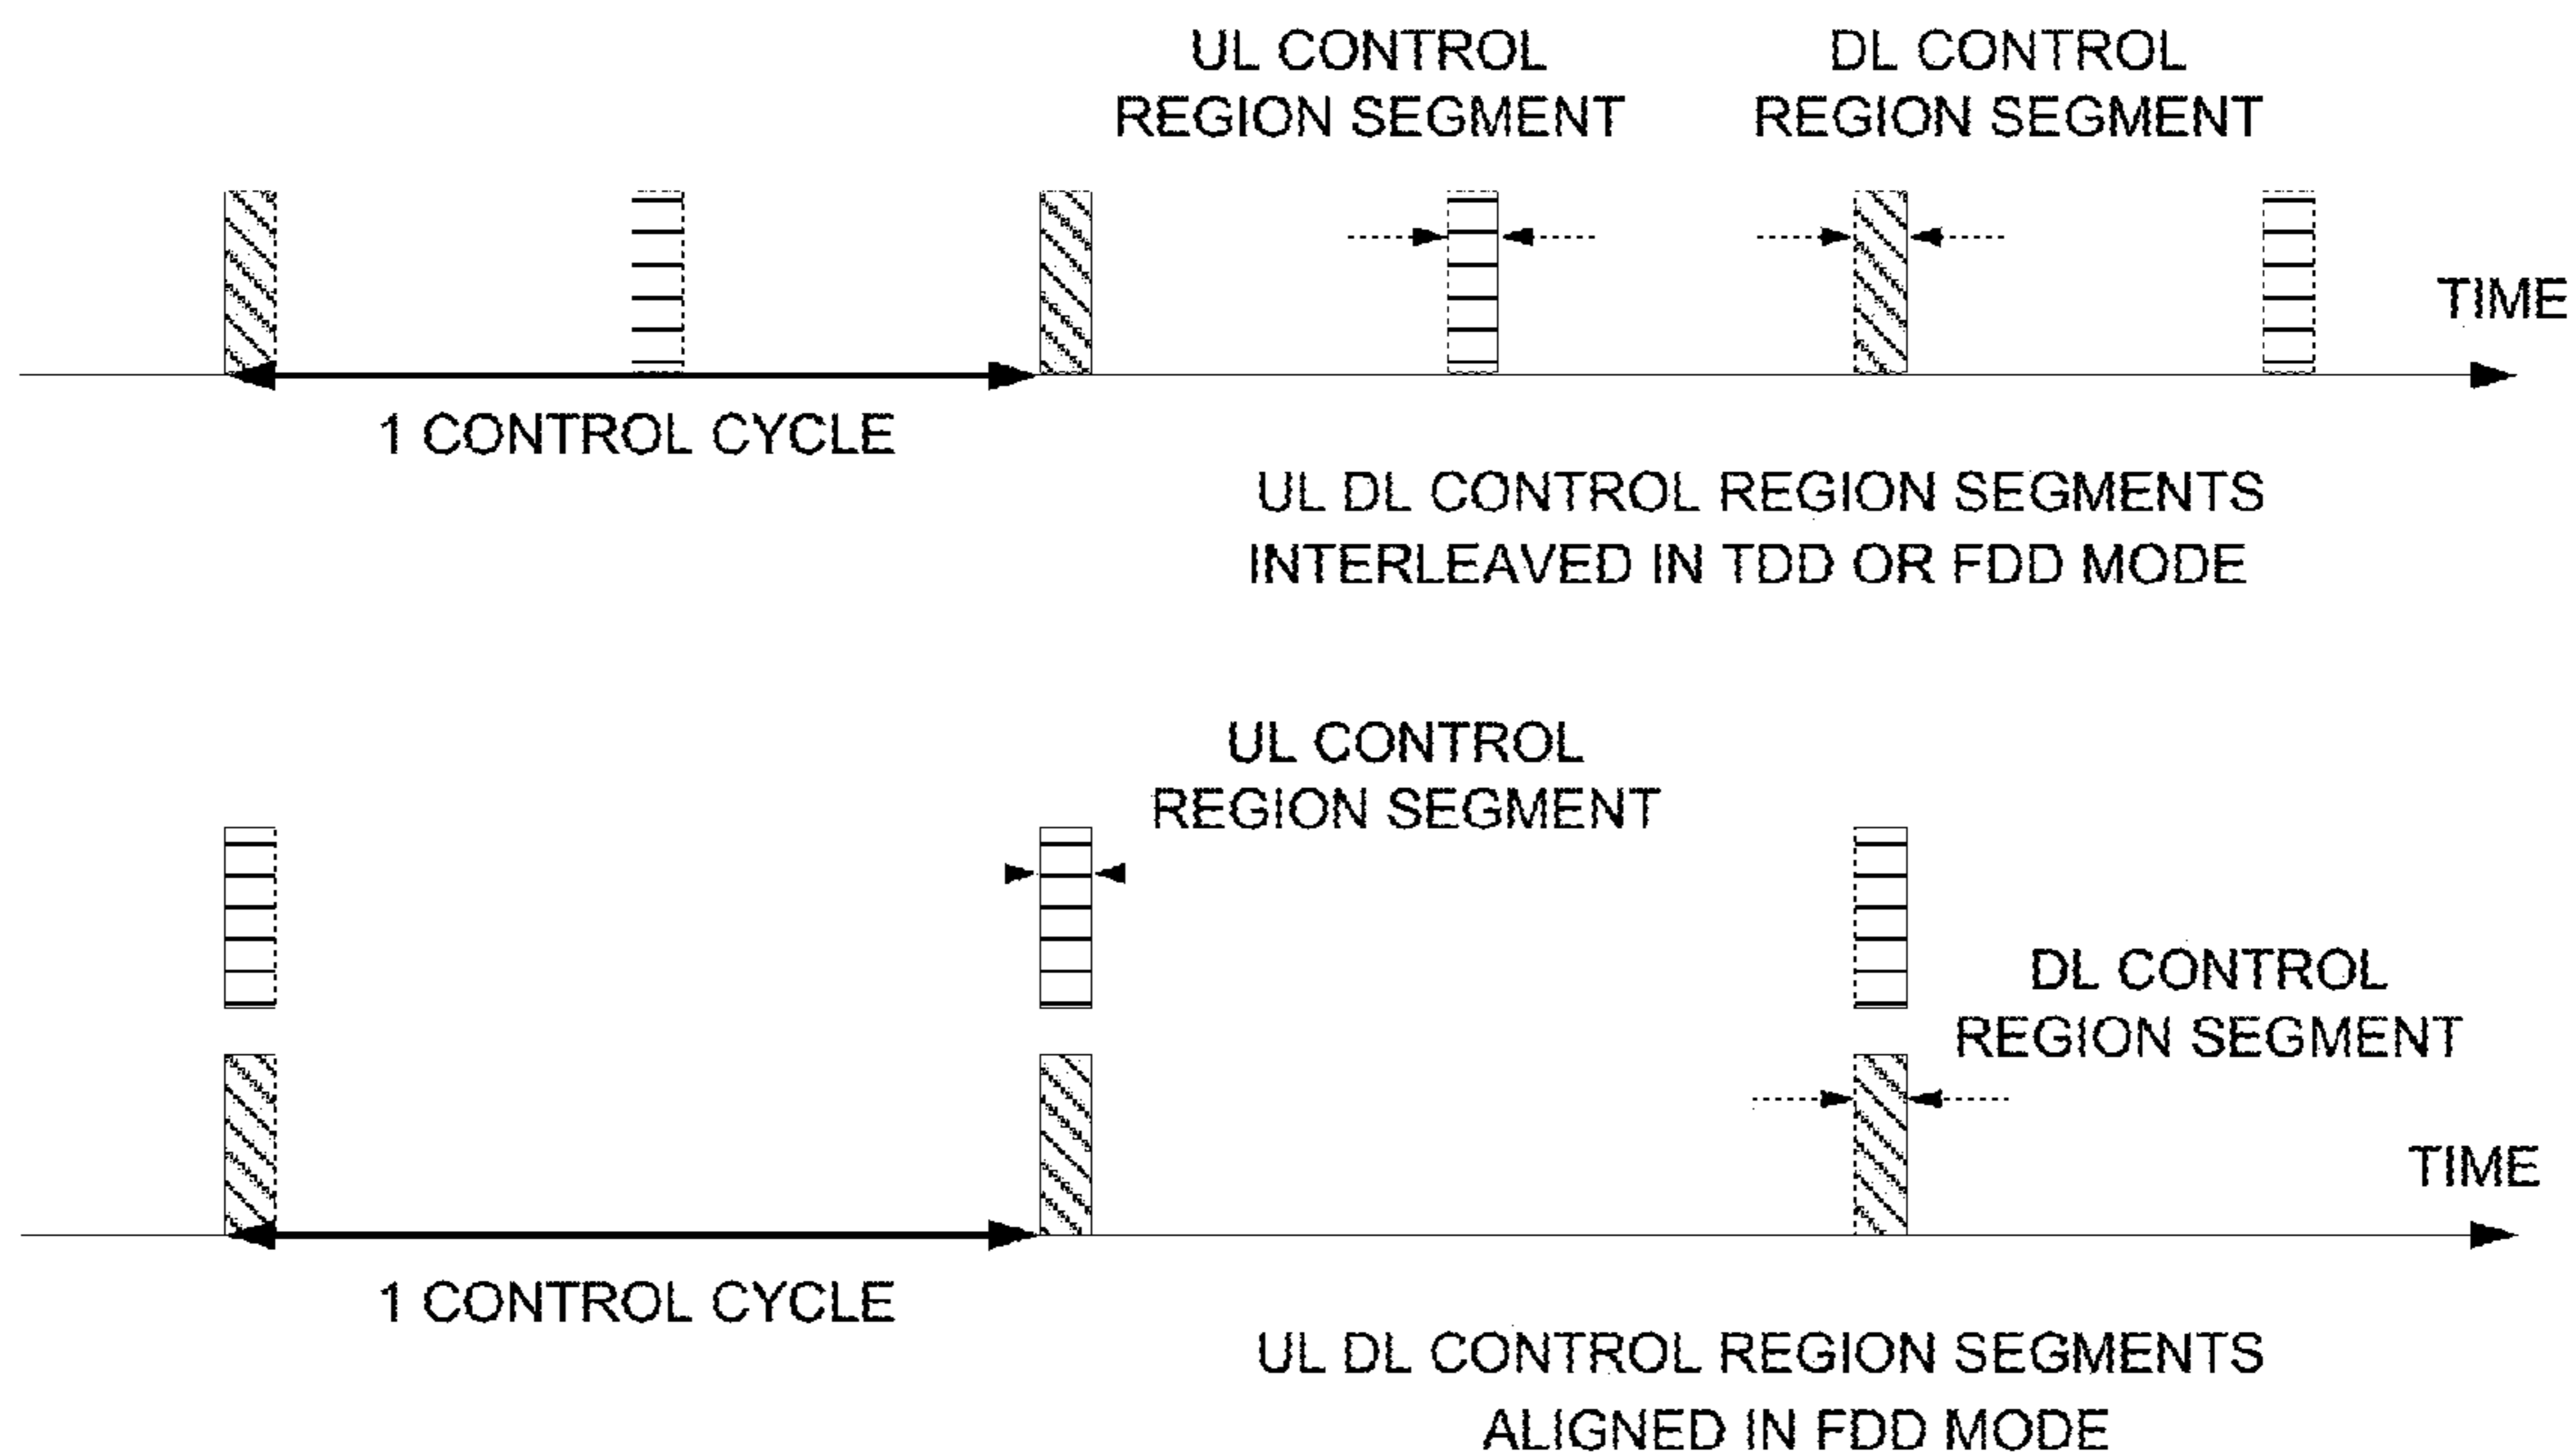 UL CONTROL
REGION SEGMENT
DL CONTROL
REGION SEGMENT
TIME
1 CONTROL CYCLE
UL DL CONTROL REGION SEGMENTS
INTERLEAVED IN TDD OR FDD MODE
UL CONTROL
REGION SEGMENT
DL CONTROL
REGION SEGMENT
TIME
1 CONTROL CYCLE
UL DL CONTROL REGION SEGMENTS
ALIGNED IN FDD MODE